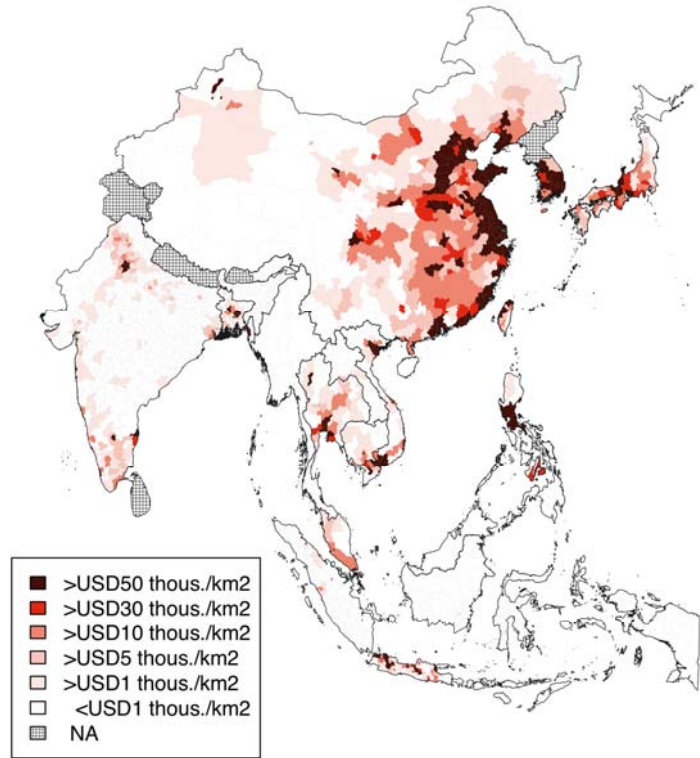 >USD50 thous./km2
>USD30 thous./km2
>USD10 thous./km2
>USD5 thous./km2
>USD1 thous./km2
<USD1 thous./km2
NA